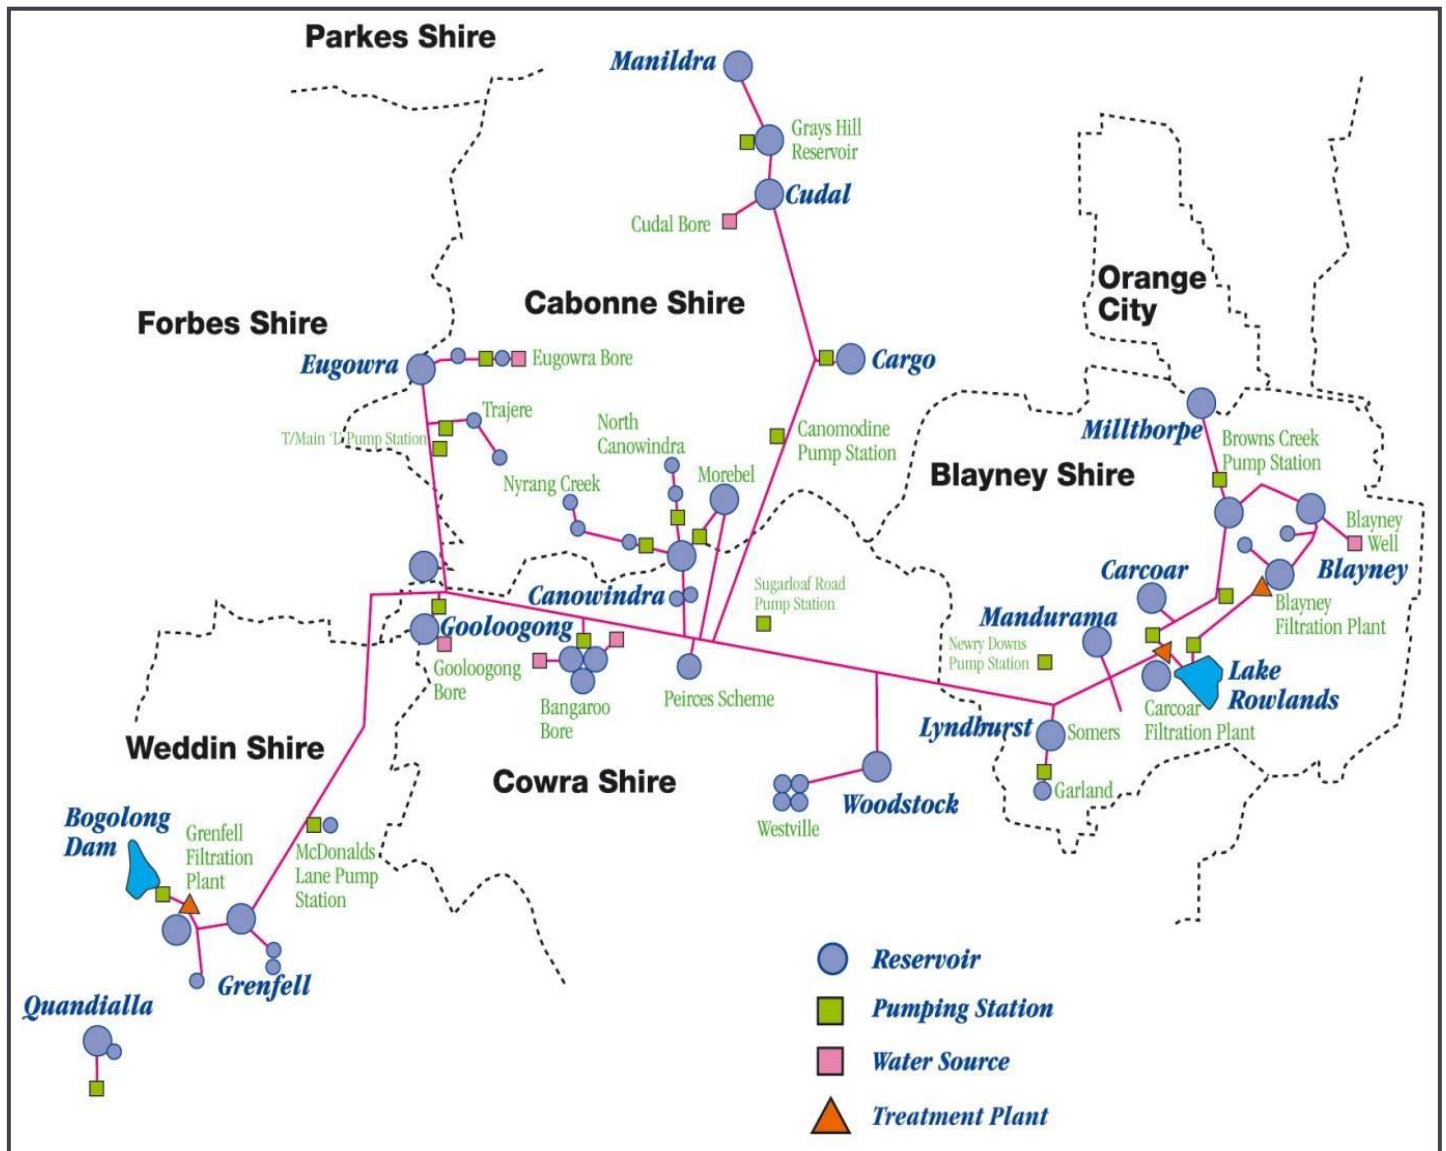 Parkes Shire
Manildra
Grays Hill
Reservoir
Cudal
Cudal Bore
Orange
City
Cabonne Shire
Forbes Shire
Eugowra
Eugowra Bore
Cargo
Trajere
T/Main 'L' Pump Station
North
Canowindra
Canomodine
Pump Station
Millthorpe
Browns Creek
Pump Station
Nyrang Creek
Morebel
Blayney Shire
Blayney
Well
Blayney
Carcoar
Canowindra
Sugarloaf Road
Pump Station
Mandurama
Blayney
Filtration Plant
Gooloogong
Newry Downs
Pump Station
Gooloogong
Bore
Bangaroo
Bore
Peirces Scheme
Lake
Rowlands
Carcoar
Filtration Plant
Lyndhurst
Somers
Weddin Shire
Cowra Shire
Garland
Woodstock
Westville
Bogolong
Dam
Grenfell
Filtration
Plant
McDonalds
Lane Pump
Station
Grenfell
Quandialla
Reservoir
Pumping Station
Water Source
Treatment Plant